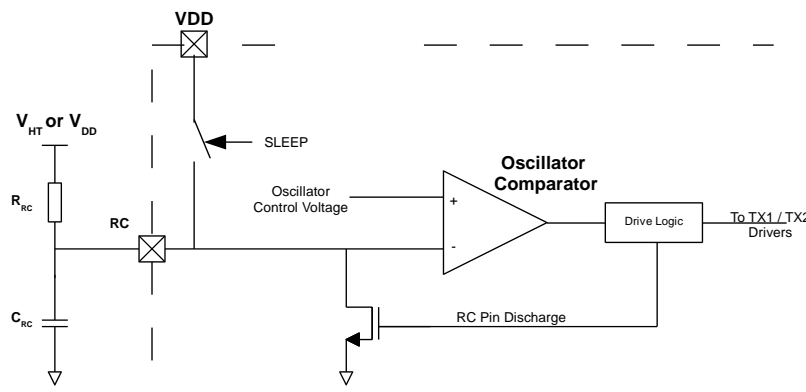 VDD
V_HT or V_DD
SLEEP
Oscillator
Comparator
R_RC
Oscillator
Control Voltage
+
RC
Drive Logic
To TX1 / TX2
Drivers
-
C_RC
RC Pin Discharge